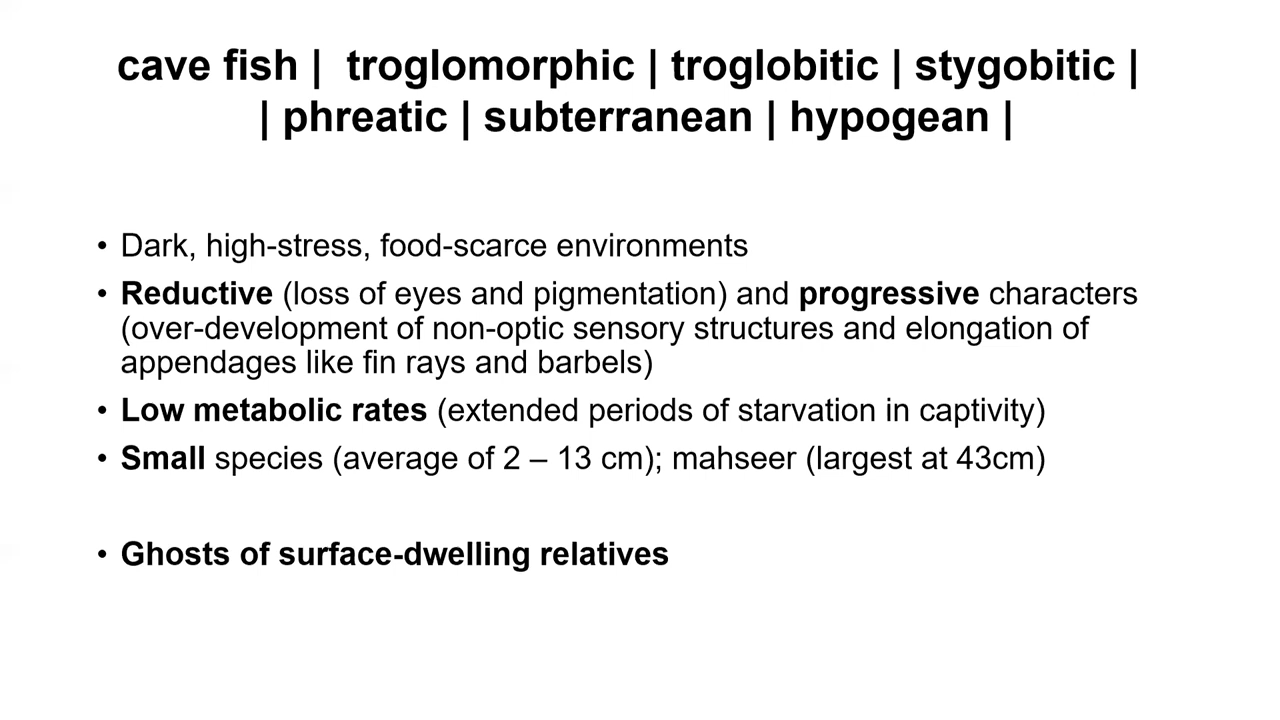 cave fish |  troglomorphic | troglobitic | stygobitic |
| phreatic | subterranean | hypogean |
• Dark, high-stress, food-scarce environments
• Reductive (loss of eyes and pigmentation) and progressive characters
(over-development of non-optic sensory structures and elongation of
appendages like fin rays and barbels)
• Low metabolic rates (extended periods of starvation in captivity)
• Small species (average of 2 – 13 cm); mahseer (largest at 43cm)
• Ghosts of surface-dwelling relatives